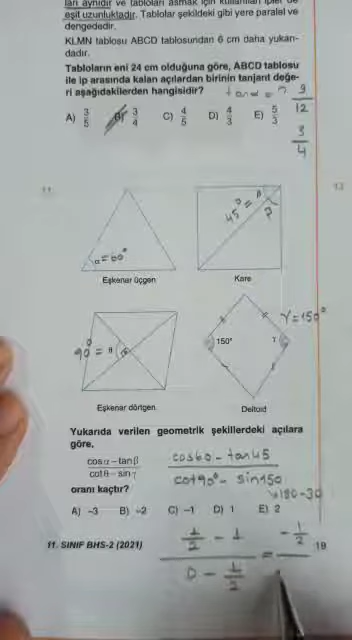 eşit uzunluktadır. Tablolar şekildeki gibi yere paralel ve
dengededir.
KLMN tablosu ABCD tablosundan 6 cm daha yukarı-
dadır.
Tabloların eni 24 cm olduğuna göre, ABCD tablosu
ile ip arasında kalan açılardan birinin tanjant değe-
ri aşağıdakilerden hangisidir?
9/12
3/4
A) 3/5 B) 3/4 C) 4/5 D) 4/3 E) 5/3
11.
13
α=60°
45°= β
Eşkenar üçgen
Kare
90°= θ
150°
γ
γ=150°
Eşkenar dörtgen
Deltoid
Yukarıda verilen geometrik şekillerdeki açılara
göre,
cosα – tanβ / cotθ – sinγ
cos60 - tan45 / cot90° - sin150
180-30
oranı kaçtır?
A) –3 B) –2 C) –1 D) 1 E) 2
11. SINIF BHS-2 (2021)
1/2 - 1 / 0 - 1/2 = -1/2
19